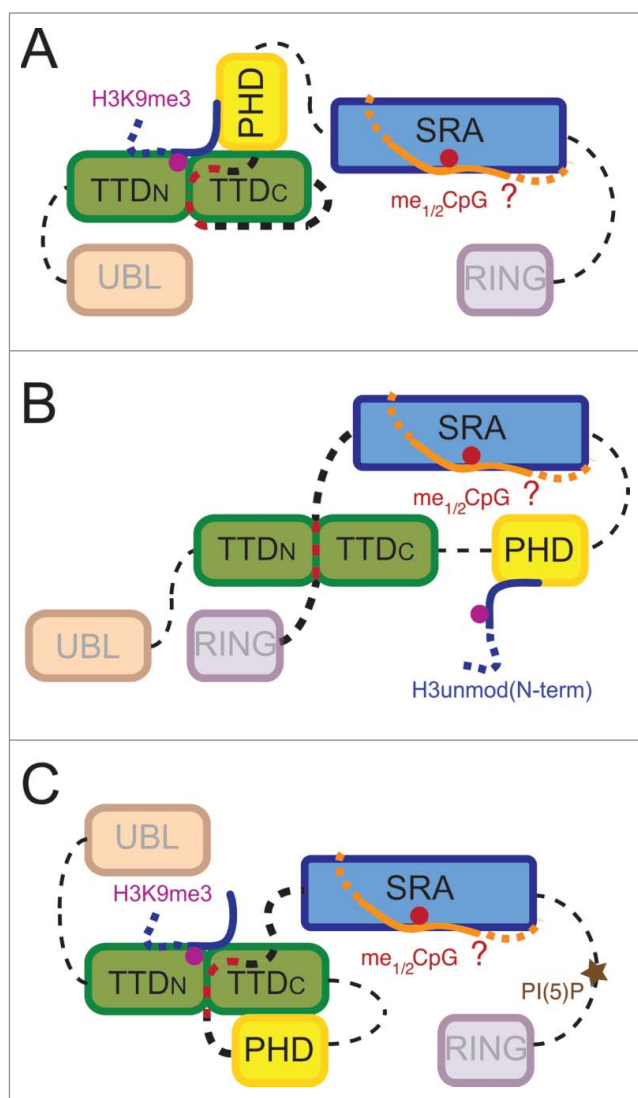 A
H3K9me3
PHD
SRA
TTDN
TTDC
me1/2CpG ?
UBL
RING
B
SRA
me1/2CpG ?
TTDN
TTDC
PHD
UBL
RING
H3unmod(N-term)
C
UBL
H3K9me3
SRA
me1/2CpG ?
TTDN
TTDC
PI(5)P
PHD
RING